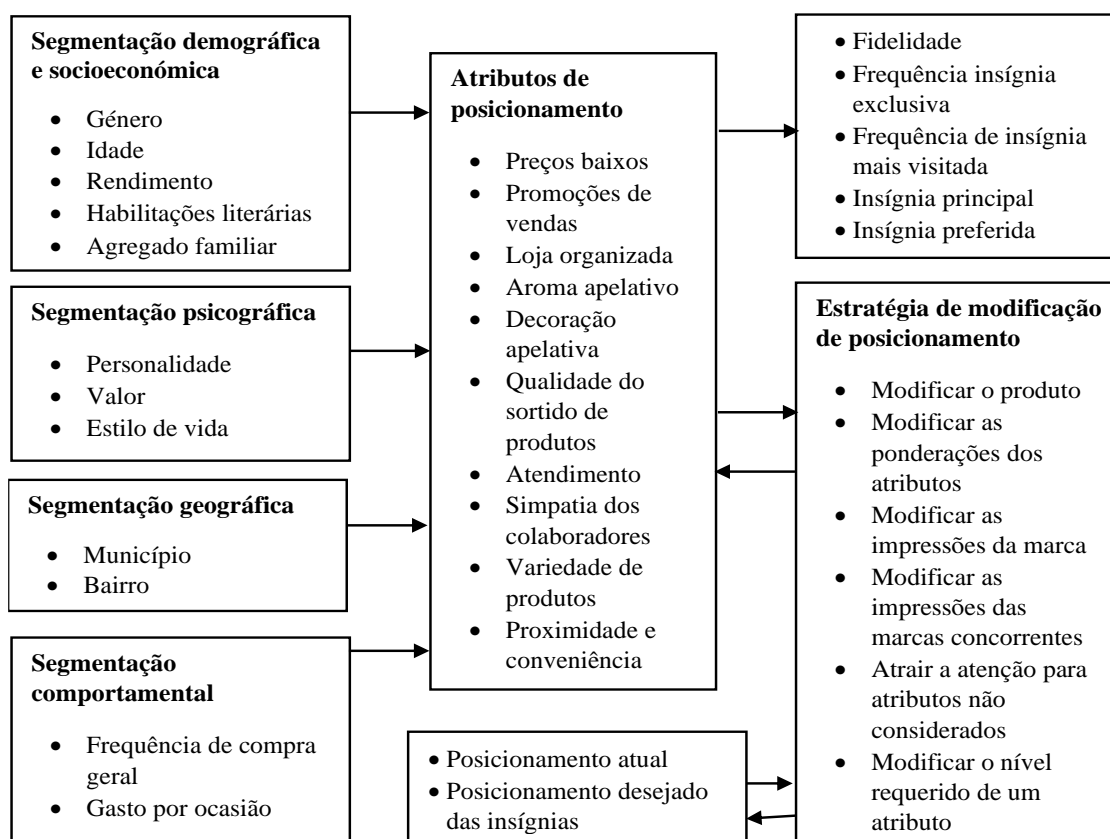 Segmentação demográfica
e socioeconómica
• Género
• Idade
• Rendimento
• Habilitações literárias
• Agregado familiar
Segmentação psicográfica
• Personalidade
• Valor
• Estilo de vida
Segmentação geográfica
• Município
• Bairro
Segmentação
comportamental
• Frequência de compra
geral
• Gasto por ocasião
Atributos de
posicionamento
• Preços baixos
• Promoções de
vendas
• Loja organizada
• Aroma apelativo
• Decoração
apelativa
• Qualidade do
sortido de
produtos
• Atendimento
• Simpatia dos
colaboradores
• Variedade de
produtos
• Proximidade e
conveniência
• Posicionamento atual
• Posicionamento desejado
das insígnias
• Fidelidade
• Frequência insígnia
exclusiva
• Frequência de insígnia
mais visitada
• Insígnia principal
• Insígnia preferida
Estratégia de modificação
de posicionamento
• Modificar o produto
• Modificar as
ponderações dos
atributos
• Modificar as
impressões da marca
• Modificar as
impressões das
marcas concorrentes
• Atrair a atenção para
atributos não
considerados
• Modificar o nível
requerido de um
atributo